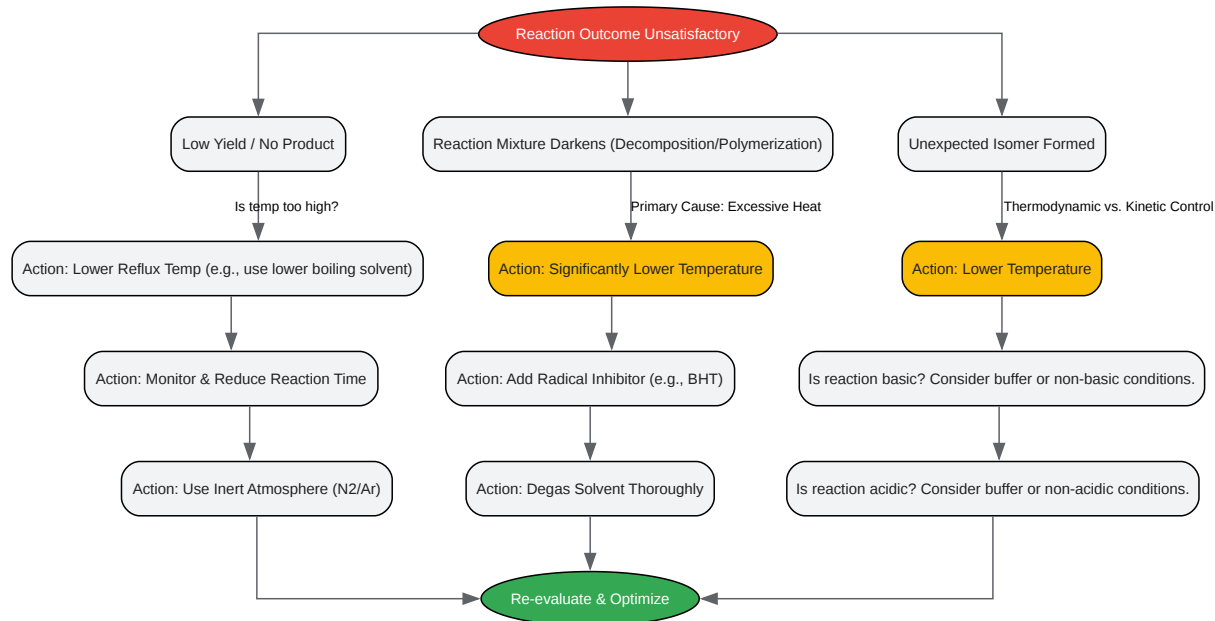 Reaction Outcome Unsatisfactory
Low Yield / No Product
Reaction Mixture Darkens (Decomposition/Polymerization)
Unexpected Isomer Formed
Is temp too high?
Primary Cause: Excessive Heat
Thermodynamic vs. Kinetic Control
Action: Lower Reflux Temp (e.g., use lower boiling solvent)
Action: Significantly Lower Temperature
Action: Lower Temperature
Action: Monitor & Reduce Reaction Time
Action: Add Radical Inhibitor (e.g., BHT)
Is reaction basic? Consider buffer or non-basic conditions.
Action: Use Inert Atmosphere (N2/Ar)
Action: Degas Solvent Thoroughly
Is reaction acidic? Consider buffer or non-acidic conditions.
Re-evaluate & Optimize